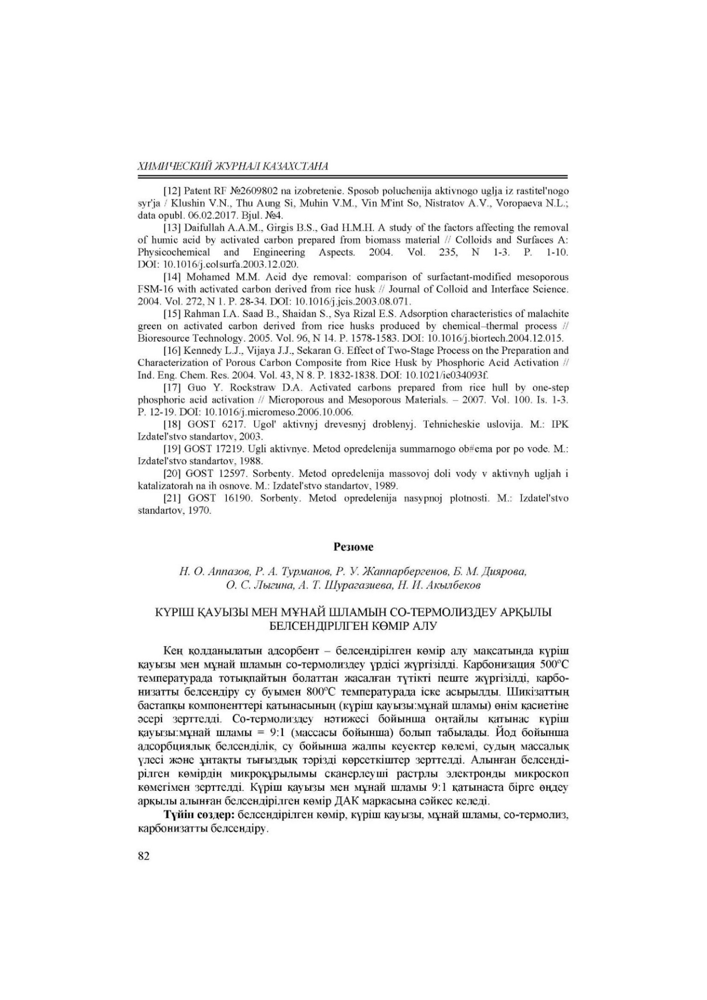 ХИМИЧЕСКИЙ ЖУРНАЛ КАЗАХСТАНА
[12] Patent RF №2609802 na izobretenie. Sposob poluchenija aktivnogo uglja iz rastitel'nogo
syr'ja / Klushin V.N., Thu Aung Si, Muhin V.M., Vin M'int So, Nistratov A.V., Voropaeva N.L.;
data opubl. 06.02.2017. Bjul. №4.
[13] Daifullah A.A.M., Girgis B.S., Gad H.M.H. A study of the factors affecting the removal
of humic acid by activated carbon prepared from biomass material // Colloids and Surfaces A:
Physicochemical and Engineering Aspects. 2004. Vol. 235, N 1-3. P. 1-10.
DOI: 10.1016/j.colsurfa.2003.12.020.
[14] Mohamed M.M. Acid dye removal: comparison of surfactant-modified mesoporous
FSM-16 with activated carbon derived from rice husk // Journal of Colloid and Interface Science.
2004. Vol. 272, N 1. P. 28-34. DOI: 10.1016/j.jcis.2003.08.071.
[15] Rahman I.A. Saad B., Shaidan S., Sya Rizal E.S. Adsorption characteristics of malachite
green on activated carbon derived from rice husks produced by chemical–thermal process //
Bioresource Technology. 2005. Vol. 96, N 14. P. 1578-1583. DOI: 10.1016/j.biortech.2004.12.015.
[16] Kennedy L.J., Vijaya J.J., Sekaran G. Effect of Two-Stage Process on the Preparation and
Characterization of Porous Carbon Composite from Rice Husk by Phosphoric Acid Activation //
Ind. Eng. Chem. Res. 2004. Vol. 43, N 8. P. 1832-1838. DOI: 10.1021/ie034093f.
[17] Guo Y. Rockstraw D.A. Activated carbons prepared from rice hull by one-step
phosphoric acid activation // Microporous and Mesoporous Materials. – 2007. Vol. 100. Is. 1-3.
P. 12-19. DOI: 10.1016/j.micromeso.2006.10.006.
[18] GOST 6217. Ugol' aktivnyj drevesnyj droblenyj. Tehnicheskie uslovija. M.: IPK
Izdatel'stvo standartov, 2003.
[19] GOST 17219. Ugli aktivnye. Metod opredelenija summarnogo ob#ema por po vode. M.:
Izdatel'stvo standartov, 1988.
[20] GOST 12597. Sorbenty. Metod opredelenija massovoj doli vody v aktivnyh ugljah i
katalizatorah na ih osnove. M.: Izdatel'stvo standartov, 1989.
[21] GOST 16190. Sorbenty. Metod opredelenija nasypnoj plotnosti. M.: Izdatel'stvo
standartov, 1970.
Резюме
Н. О. Аппазов, Р. А. Турманов, Р. У. Жаппарбергенов, Б. М. Диярова,
О. С. Лыгина, А. Т. Шурагазиева, Н. И. Акылбеков
КҮРІШ ҚАУЫЗЫ МЕН МҰНАЙ ШЛАМЫН СО-ТЕРМОЛИЗДЕУ АРҚЫЛЫ
БЕЛСЕНДІРІЛГЕН КӨМІР АЛУ
Кең қолданылатын адсорбент – белсендірілген көмір алу мақсатында күріш
қауызы мен мұнай шламын со-термолиздеу үрдісі жүргізілді. Карбонизация 500°С
температурада тотықпайтын болаттан жасалған түтікті пеште жүргізілді, карбо-
низатты белсендіру су буымен 800°С температурада іске асырылды. Шикізаттың
бастапқы компоненттері қатынасының (күріш қауызы:мұнай шламы) өнім қасиетіне
әсері зерттелді. Со-термолиздеу нәтижесі бойынша оңтайлы қатынас күріш
қауызы:мұнай шламы = 9:1 (массасы бойынша) болып табылады. Йод бойынша
адсорбциялық белсенділік, су бойынша жалпы кеуектер көлемі, судың массалық
үлесі және ұнтақты тығыздық тәрізді көрсеткіштер зерттелді. Алынған белсенді-
рілген көмірдің микроқұрылымы сканерлеуші растрлы электронды микроскоп
көмегімен зерттелді. Күріш қауызы мен мұнай шламы 9:1 қатынаста бірге өңдеу
арқылы алынған белсендірілген көмір ДАК маркасына сәйкес келеді.
Түйін сөздер: белсендірілген көмір, күріш қауызы, мұнай шламы, со-термолиз,
карбонизатты белсендіру.
82